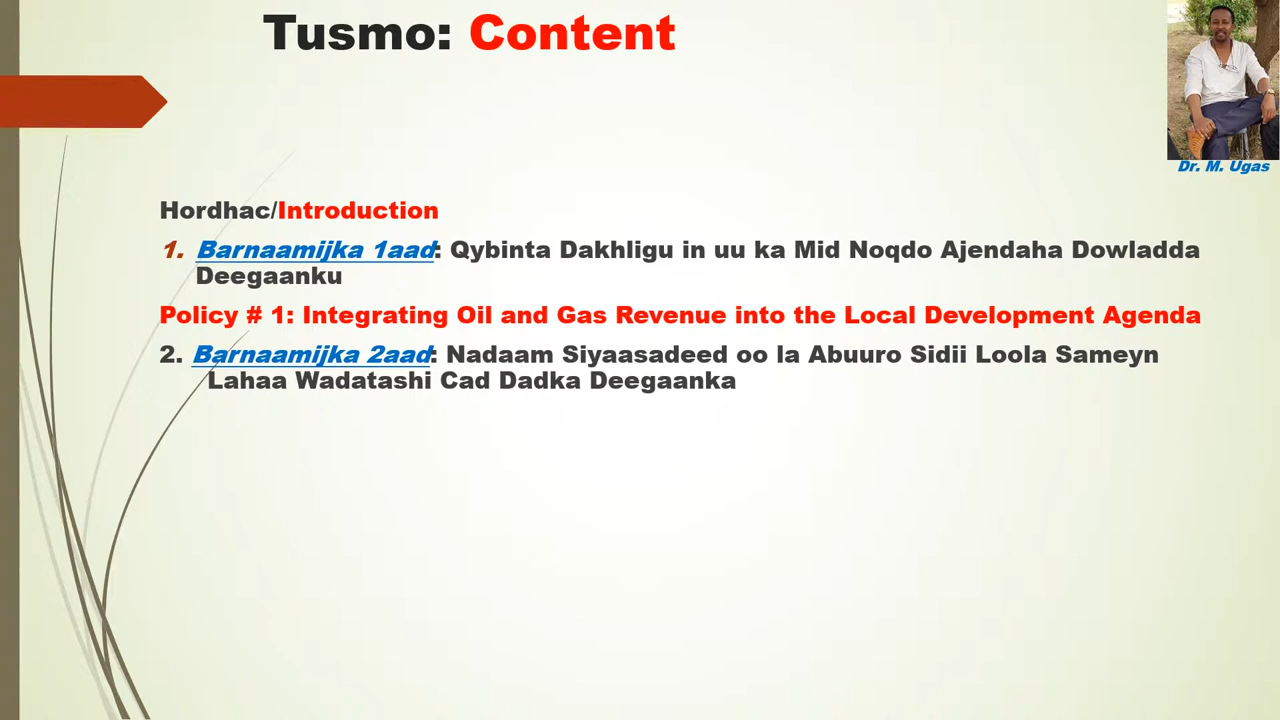 Tusmo: Content
Dr. M. Ugas
Hordhac/Introduction
1. Barnaamijka 1aad: Qybinta Dakhligu in uu ka Mid Noqdo Ajendaha Dowladda
Deegaanku
Policy # 1: Integrating Oil and Gas Revenue into the Local Development Agenda
2. Barnaamijka 2aad: Nadaam Siyaasadeed oo la Abuuro Sidii Loola Sameyn
Lahaa Wadatashi Cad Dadka Deegaanka